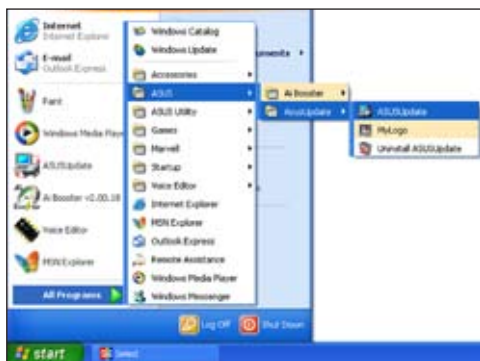 Internet
Internet Explorer
E-mail
Outlook Express
Paint
Windows Media Player
ASUSUpdate
Ai Booster v2.00.18
Voice Editor
MSN Explorer
All Programs
Windows Catalog
Windows Update
Accessories
ASUS
ASUS Utility
Games
Marvell
Startup
Voice Editor
Internet Explorer
MSN Explorer
Outlook Express
Remote Assistance
Windows Media Player
Windows Messenger
ocuments
Ai Booster
AsusUpdate
ASUSUpdate
MyLogo
Uninstall ASUSUpdate
Log Off
Shut Down
start